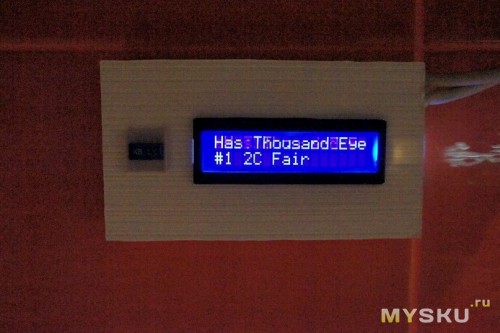 Has Thousand Eye
#1 2C Fair
MYSKU.ru